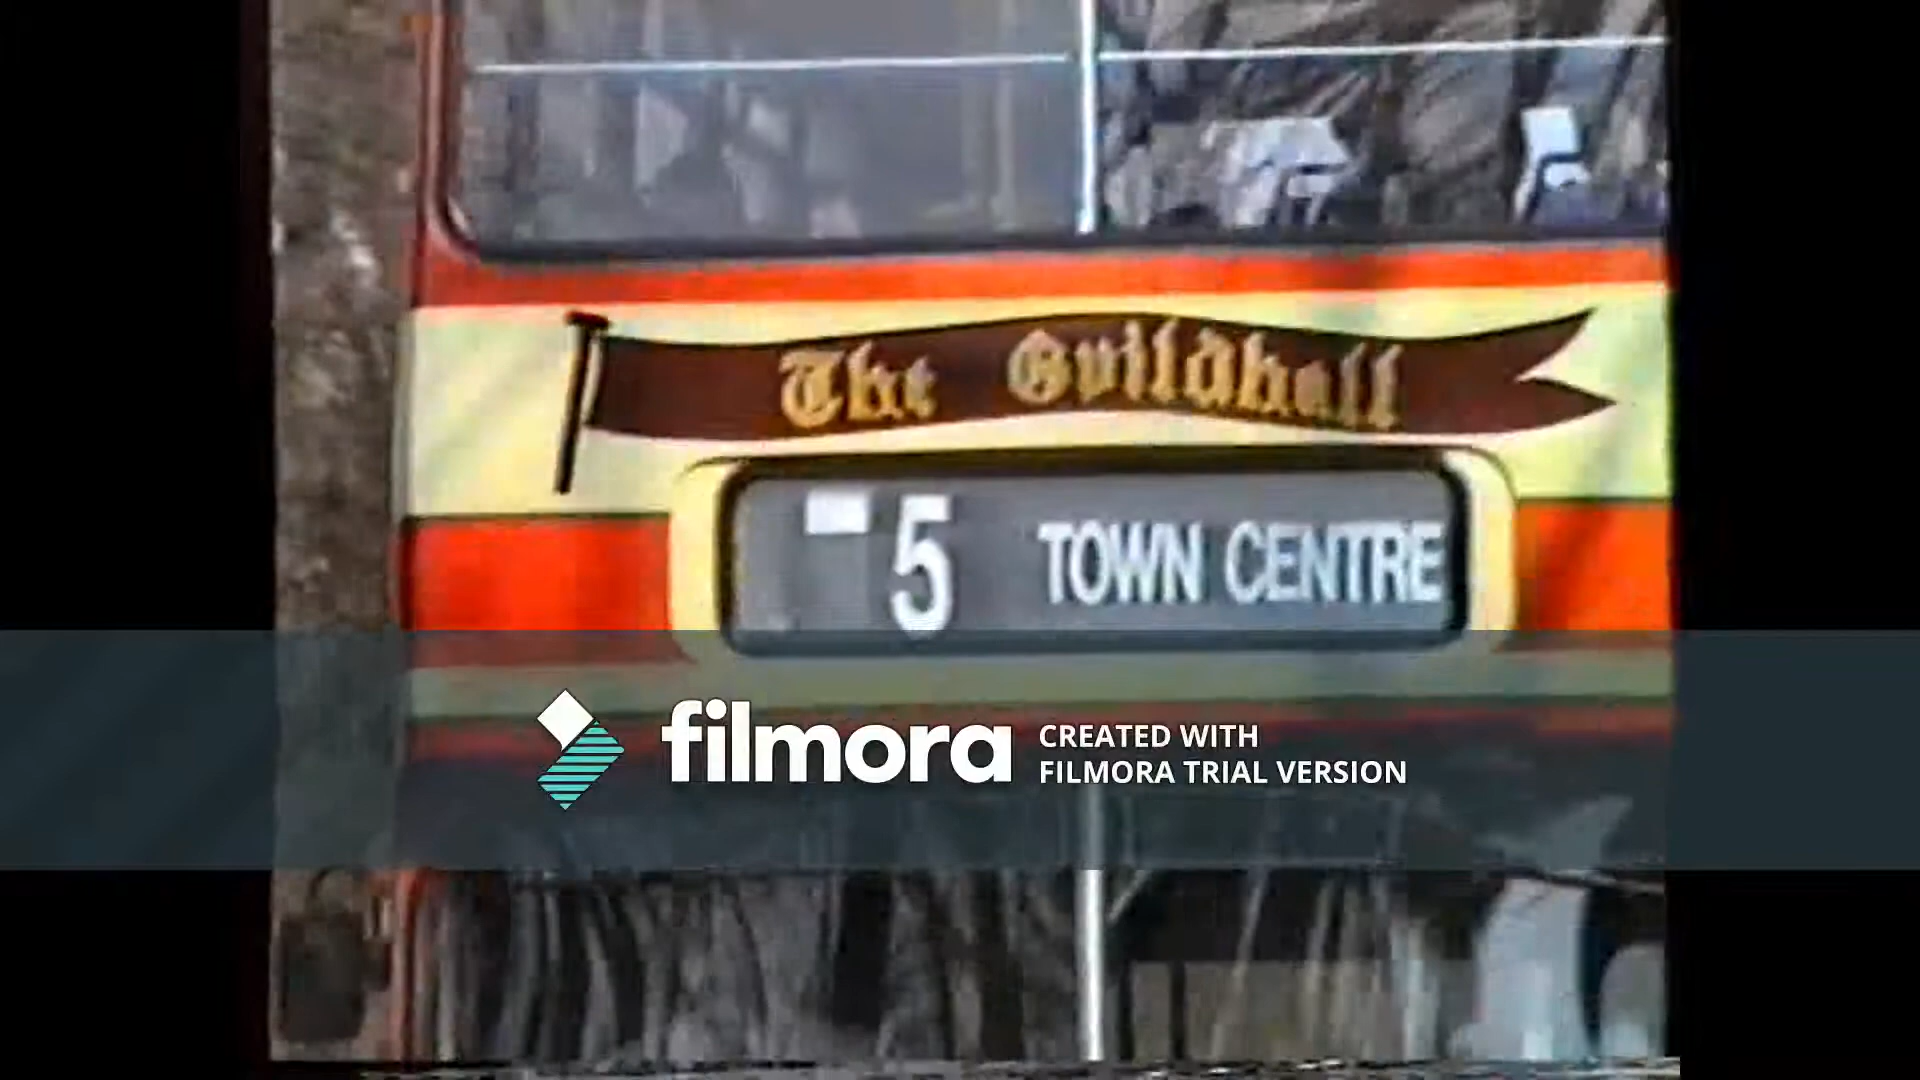 The Guildhall
5 TOWN CENTRE
filmora CREATED WITH
FILMORA TRIAL VERSION